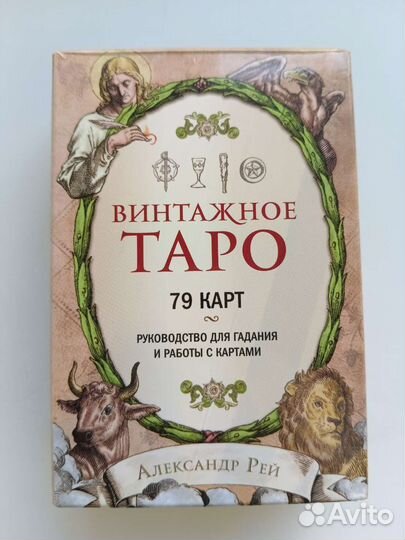 ВИНТАЖНОЕ
ТАРО
79 КАРТ
РУКОВОДСТВО ДЛЯ ГАДАНИЯ
И РАБОТЫ С КАРТАМИ
АЛЕКСАНДР РЕЙ
Avito